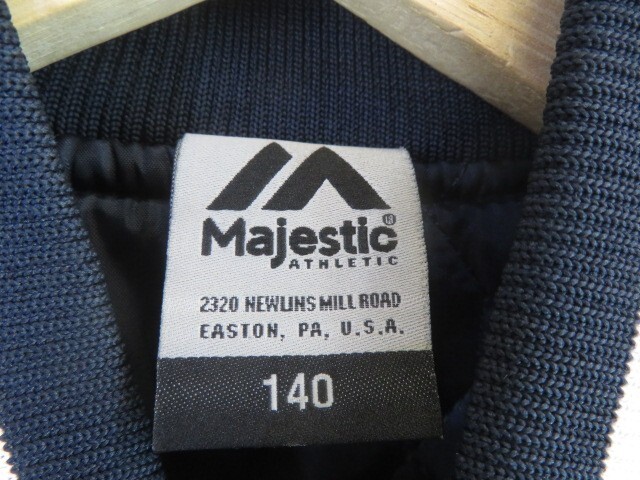 Majestic ®
ATHLETIC
2320 NEWLINS MILL ROAD
EASTON, PA, U.S.A.
140